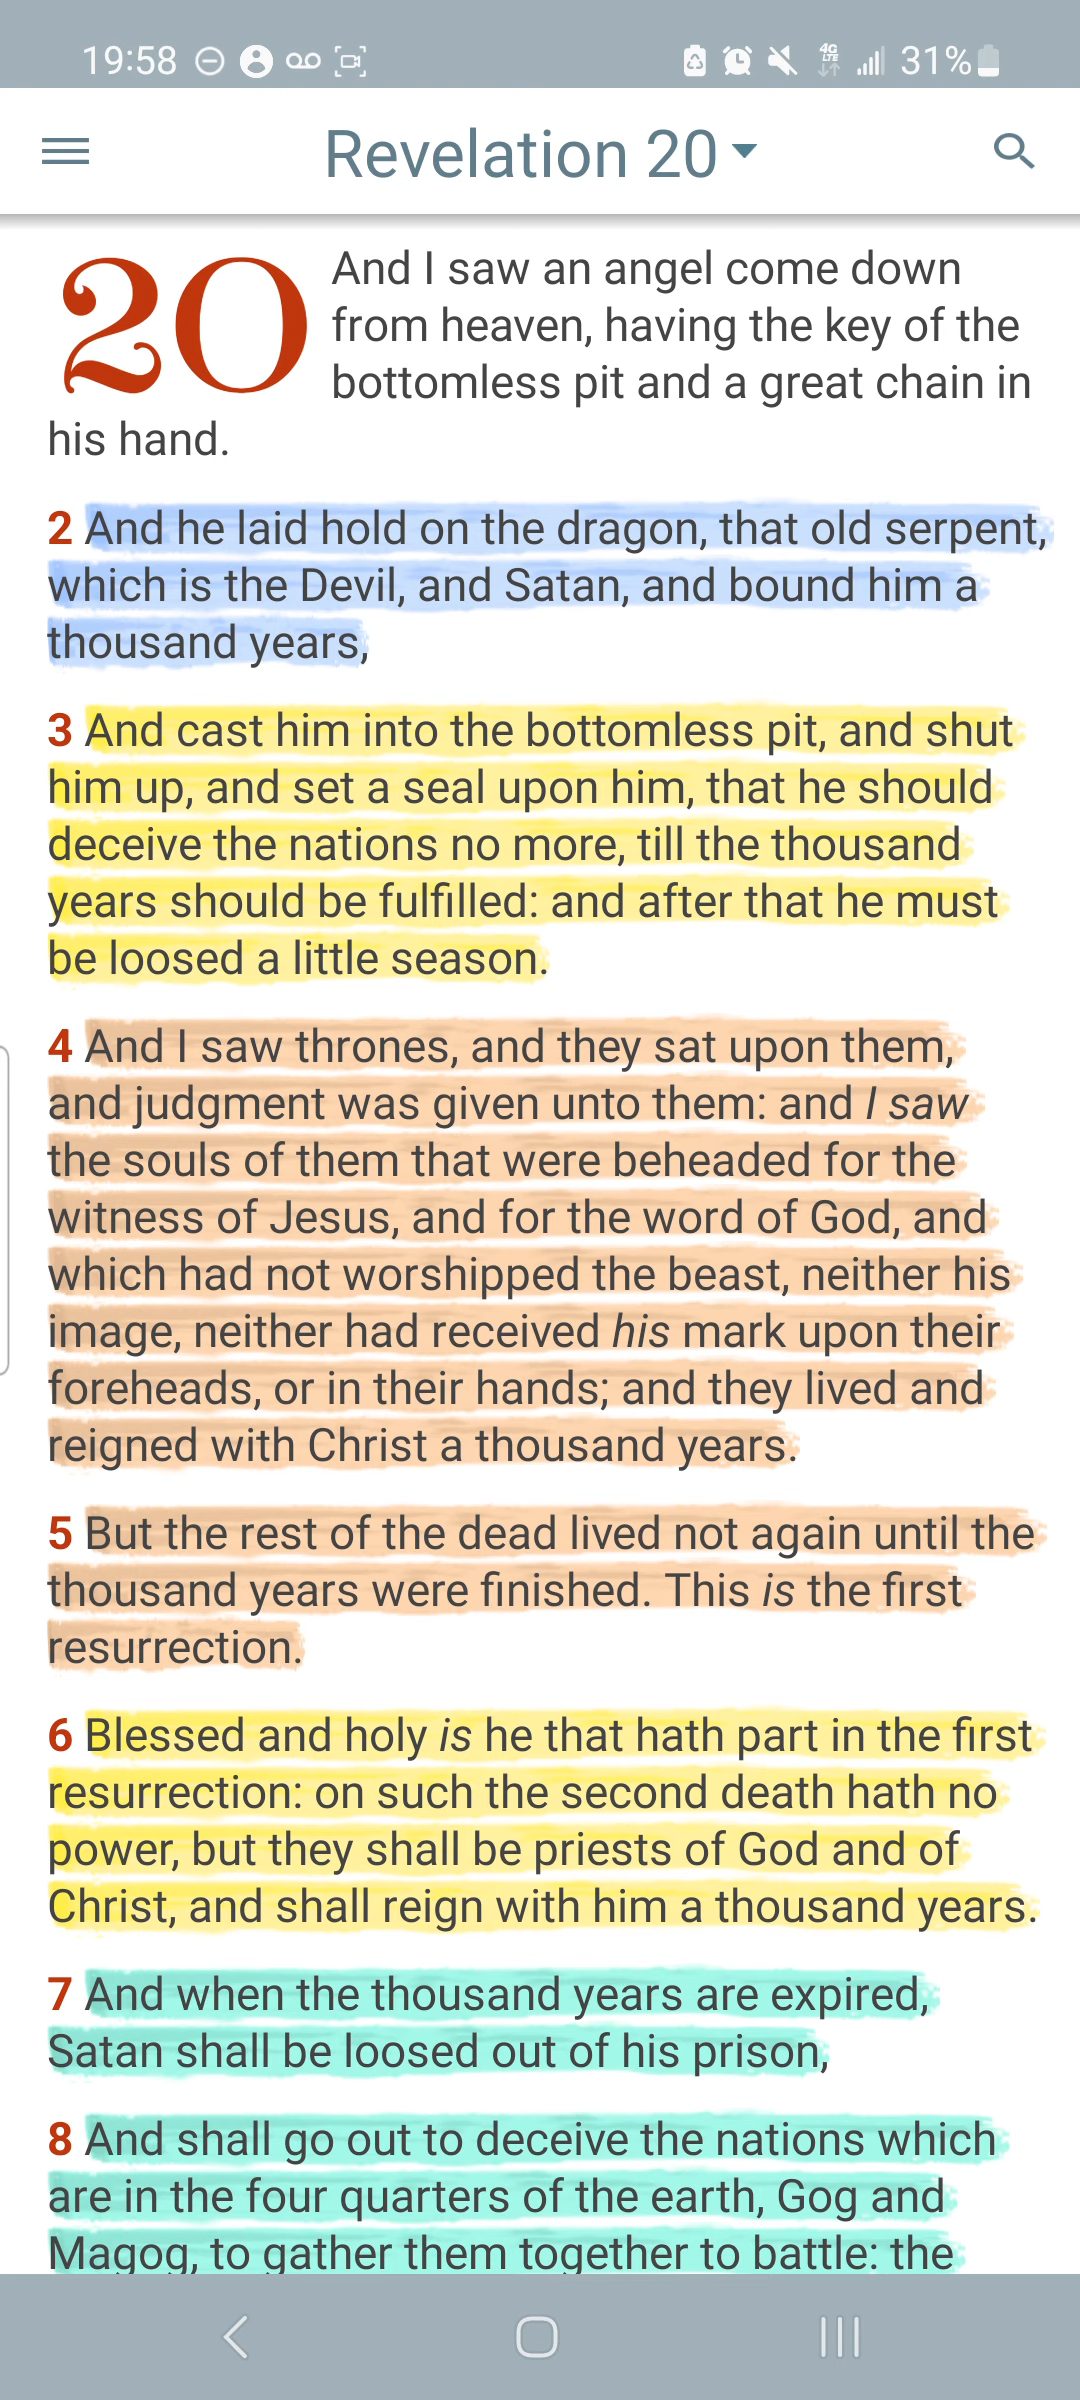 19:58 4G LTE 31%
Revelation 20
20 And I saw an angel come down
from heaven, having the key of the
bottomless pit and a great chain in
his hand.
2 And he laid hold on the dragon, that old serpent,
which is the Devil, and Satan, and bound him a
thousand years,
3 And cast him into the bottomless pit, and shut
him up, and set a seal upon him, that he should
deceive the nations no more, till the thousand
years should be fulfilled: and after that he must
be loosed a little season.
4 And I saw thrones, and they sat upon them,
and judgment was given unto them: and I saw
the souls of them that were beheaded for the
witness of Jesus, and for the word of God, and
which had not worshipped the beast, neither his
image, neither had received his mark upon their
foreheads, or in their hands; and they lived and
reigned with Christ a thousand years.
5 But the rest of the dead lived not again until the
thousand years were finished. This is the first
resurrection.
6 Blessed and holy is he that hath part in the first
resurrection: on such the second death hath no
power, but they shall be priests of God and of
Christ, and shall reign with him a thousand years.
7 And when the thousand years are expired,
Satan shall be loosed out of his prison,
8 And shall go out to deceive the nations which
are in the four quarters of the earth, Gog and
Magog, to gather them together to battle: the